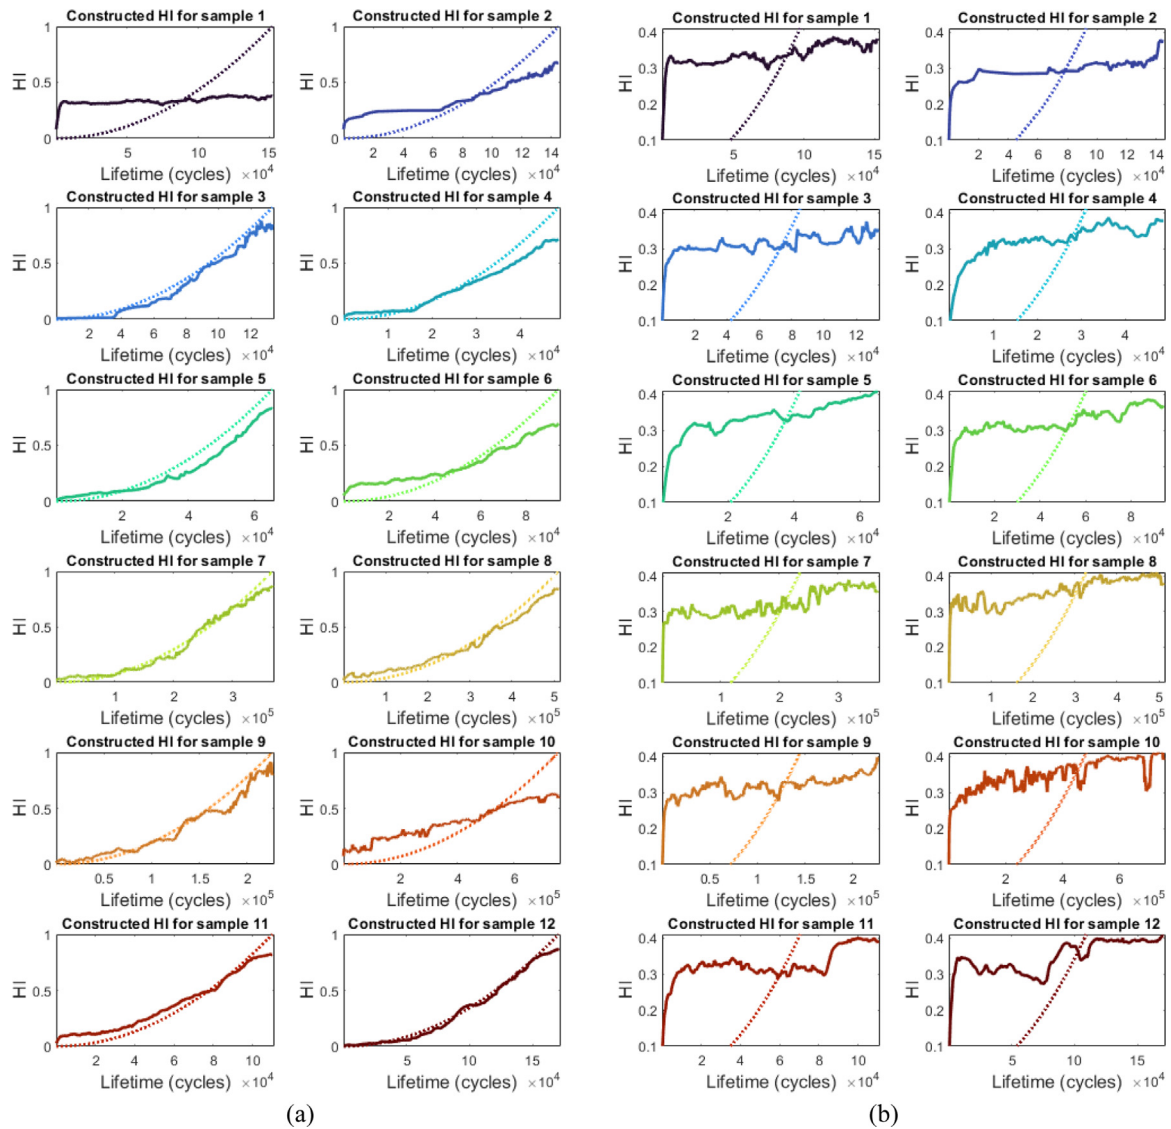 Constructed HI for sample 1
1
0.5
0
HI
5 10 15
Lifetime (cycles) ×10^4
Constructed HI for sample 2
1
0.5
0
HI
2 4 6 8 10 12 14
Lifetime (cycles) ×10^4
Constructed HI for sample 3
1
0.5
0
HI
2 4 6 8 10 12
Lifetime (cycles) ×10^4
Constructed HI for sample 4
1
0.5
0
HI
1 2 3 4
Lifetime (cycles) ×10^4
Constructed HI for sample 5
1
0.5
0
HI
2 4 6
Lifetime (cycles) ×10^4
Constructed HI for sample 6
1
0.5
0
HI
2 4 6 8
Lifetime (cycles) ×10^4
Constructed HI for sample 7
1
0.5
0
HI
1 2 3
Lifetime (cycles) ×10^5
Constructed HI for sample 8
1
0.5
0
HI
1 2 3 4 5
Lifetime (cycles) ×10^5
Constructed HI for sample 9
1
0.5
0
HI
0.5 1 1.5 2
Lifetime (cycles) ×10^5
Constructed HI for sample 10
1
0.5
0
HI
2 4 6
Lifetime (cycles) ×10^5
Constructed HI for sample 11
1
0.5
0
HI
2 4 6 8 10
Lifetime (cycles) ×10^4
Constructed HI for sample 12
1
0.5
0
HI
5 10 15
Lifetime (cycles) ×10^4
(a)
Constructed HI for sample 1
0.4
0.3
0.2
0.1
HI
5 10 15
Lifetime (cycles) ×10^4
Constructed HI for sample 2
0.4
0.3
0.2
0.1
HI
2 4 6 8 10 12 14
Lifetime (cycles) ×10^4
Constructed HI for sample 3
0.4
0.3
0.2
0.1
HI
2 4 6 8 10 12
Lifetime (cycles) ×10^4
Constructed HI for sample 4
0.4
0.3
0.2
0.1
HI
1 2 3 4
Lifetime (cycles) ×10^4
Constructed HI for sample 5
0.4
0.3
0.2
0.1
HI
2 4 6
Lifetime (cycles) ×10^4
Constructed HI for sample 6
0.4
0.3
0.2
0.1
HI
2 4 6 8
Lifetime (cycles) ×10^4
Constructed HI for sample 7
0.4
0.3
0.2
0.1
HI
1 2 3
Lifetime (cycles) ×10^5
Constructed HI for sample 8
0.4
0.3
0.2
0.1
HI
1 2 3 4 5
Lifetime (cycles) ×10^5
Constructed HI for sample 9
0.4
0.3
0.2
0.1
HI
0.5 1 1.5 2
Lifetime (cycles) ×10^5
Constructed HI for sample 10
0.4
0.3
0.2
0.1
HI
2 4 6
Lifetime (cycles) ×10^5
Constructed HI for sample 11
0.4
0.3
0.2
0.1
HI
2 4 6 8 10
Lifetime (cycles) ×10^4
Constructed HI for sample 12
0.4
0.3
0.2
0.1
HI
5 10 15
Lifetime (cycles) ×10^4
(b)